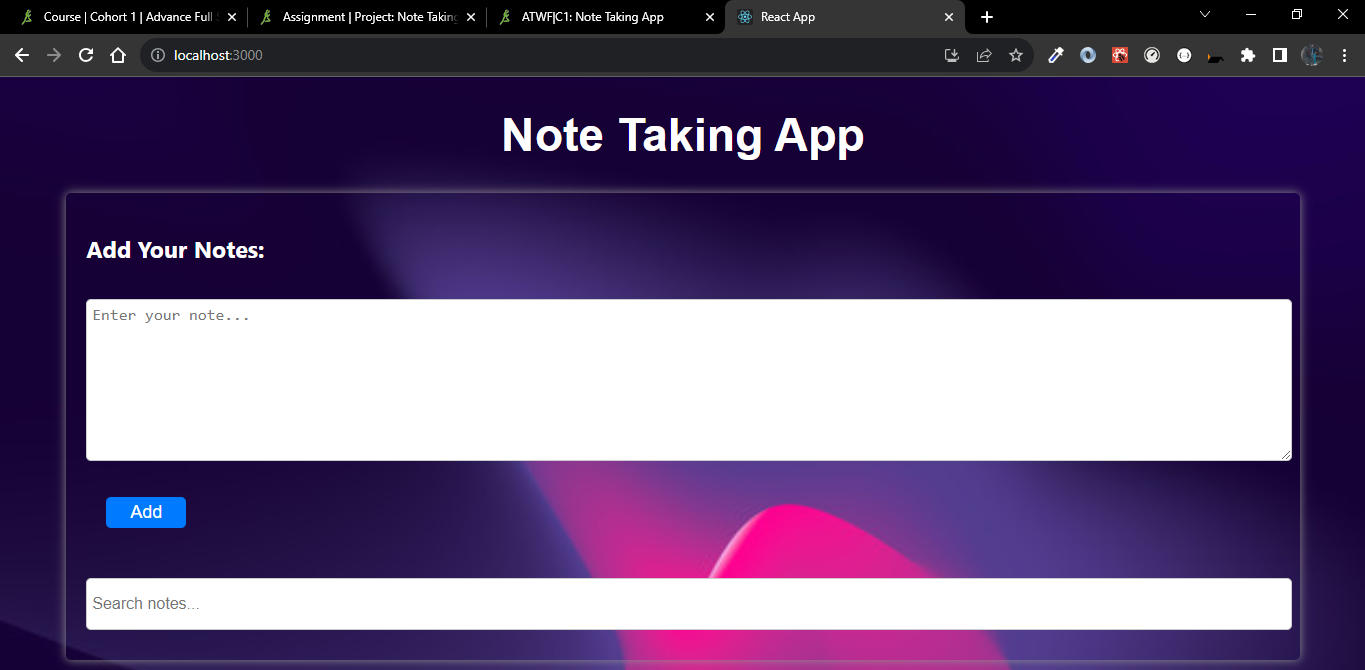 Course | Cohort 1 | Advance Full
Assignment | Project: Note Taking
ATWF|C1: Note Taking App
React App
localhost:3000
Note Taking App
Add Your Notes:
Enter your note...
Add
Search notes...